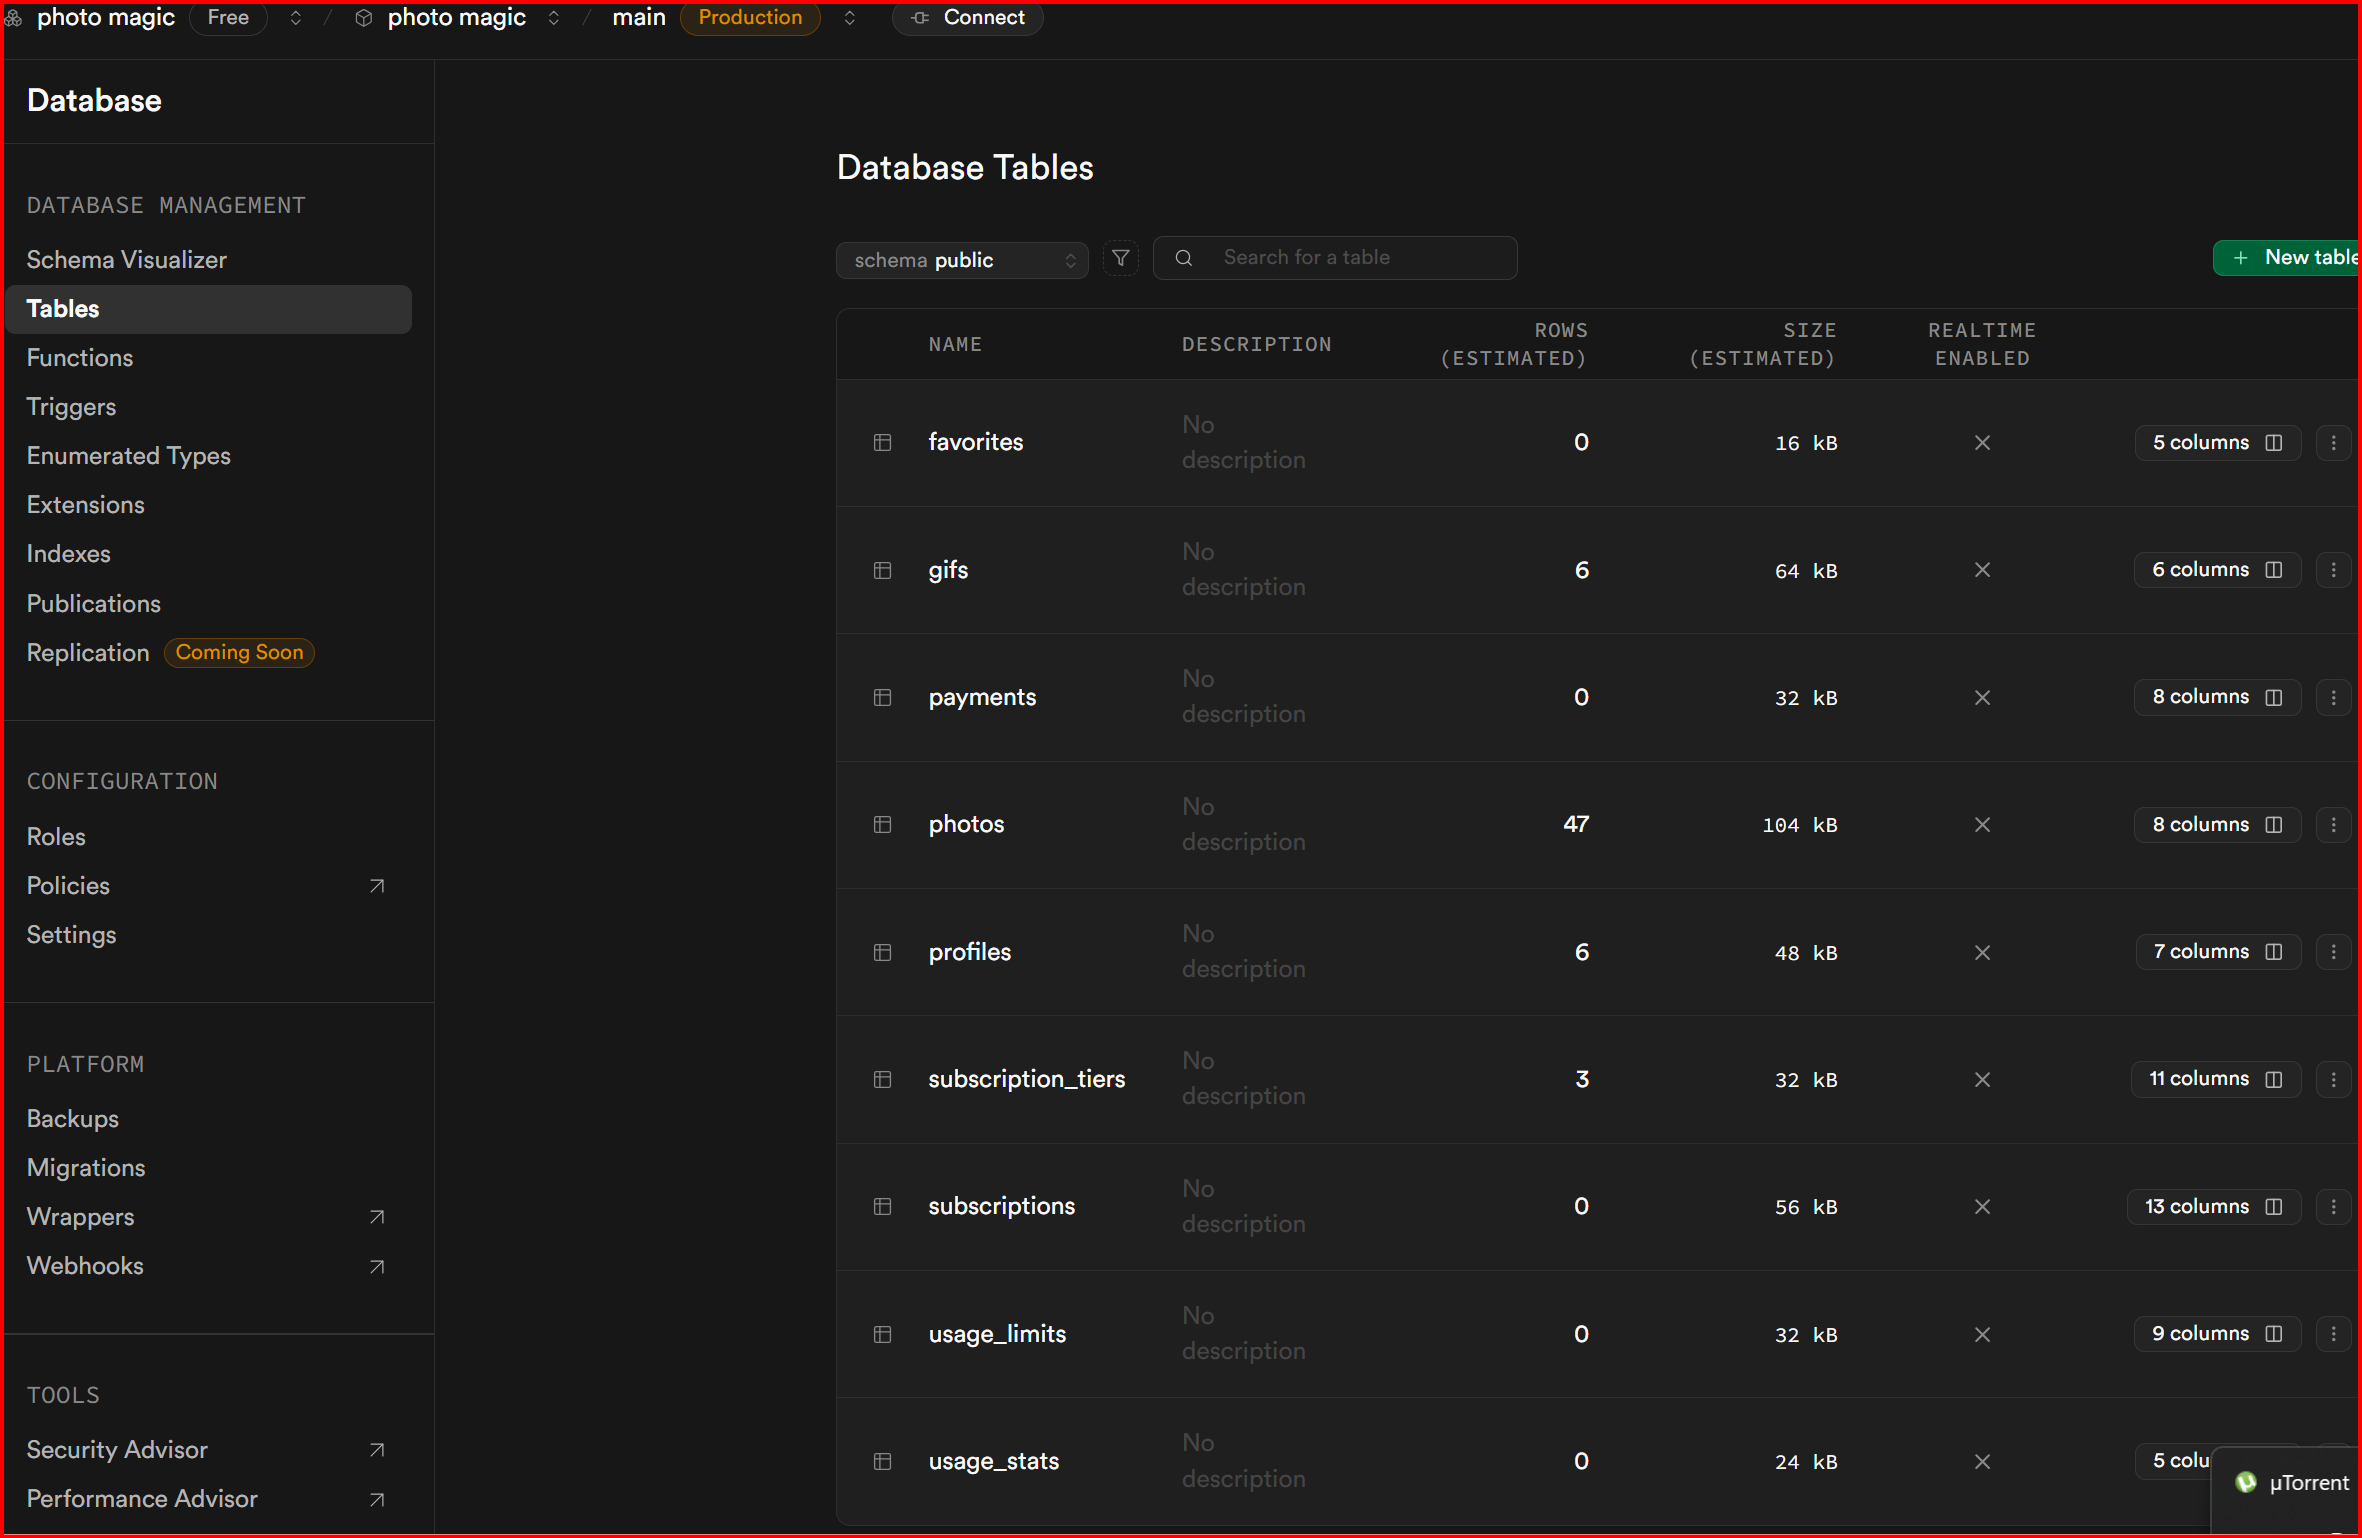 photo magic Free / photo magic / main Production Connect
Database
DATABASE MANAGEMENT
Schema Visualizer
Tables
Functions
Triggers
Enumerated Types
Extensions
Indexes
Publications
Replication Coming Soon
CONFIGURATION
Roles
Policies
Settings
PLATFORM
Backups
Migrations
Wrappers
Webhooks
TOOLS
Security Advisor
Performance Advisor
Database Tables
schema public Search for a table New table
NAME DESCRIPTION ROWS (ESTIMATED) SIZE (ESTIMATED) REALTIME ENABLED
favorites No description 0 16 kB 5 columns
gifs No description 6 64 kB 6 columns
payments No description 0 32 kB 8 columns
photos No description 47 104 kB 8 columns
profiles No description 6 48 kB 7 columns
subscription_tiers No description 3 32 kB 11 columns
subscriptions No description 0 56 kB 13 columns
usage_limits No description 0 32 kB 9 columns
usage_stats No description 0 24 kB 5 colu
µTorrent